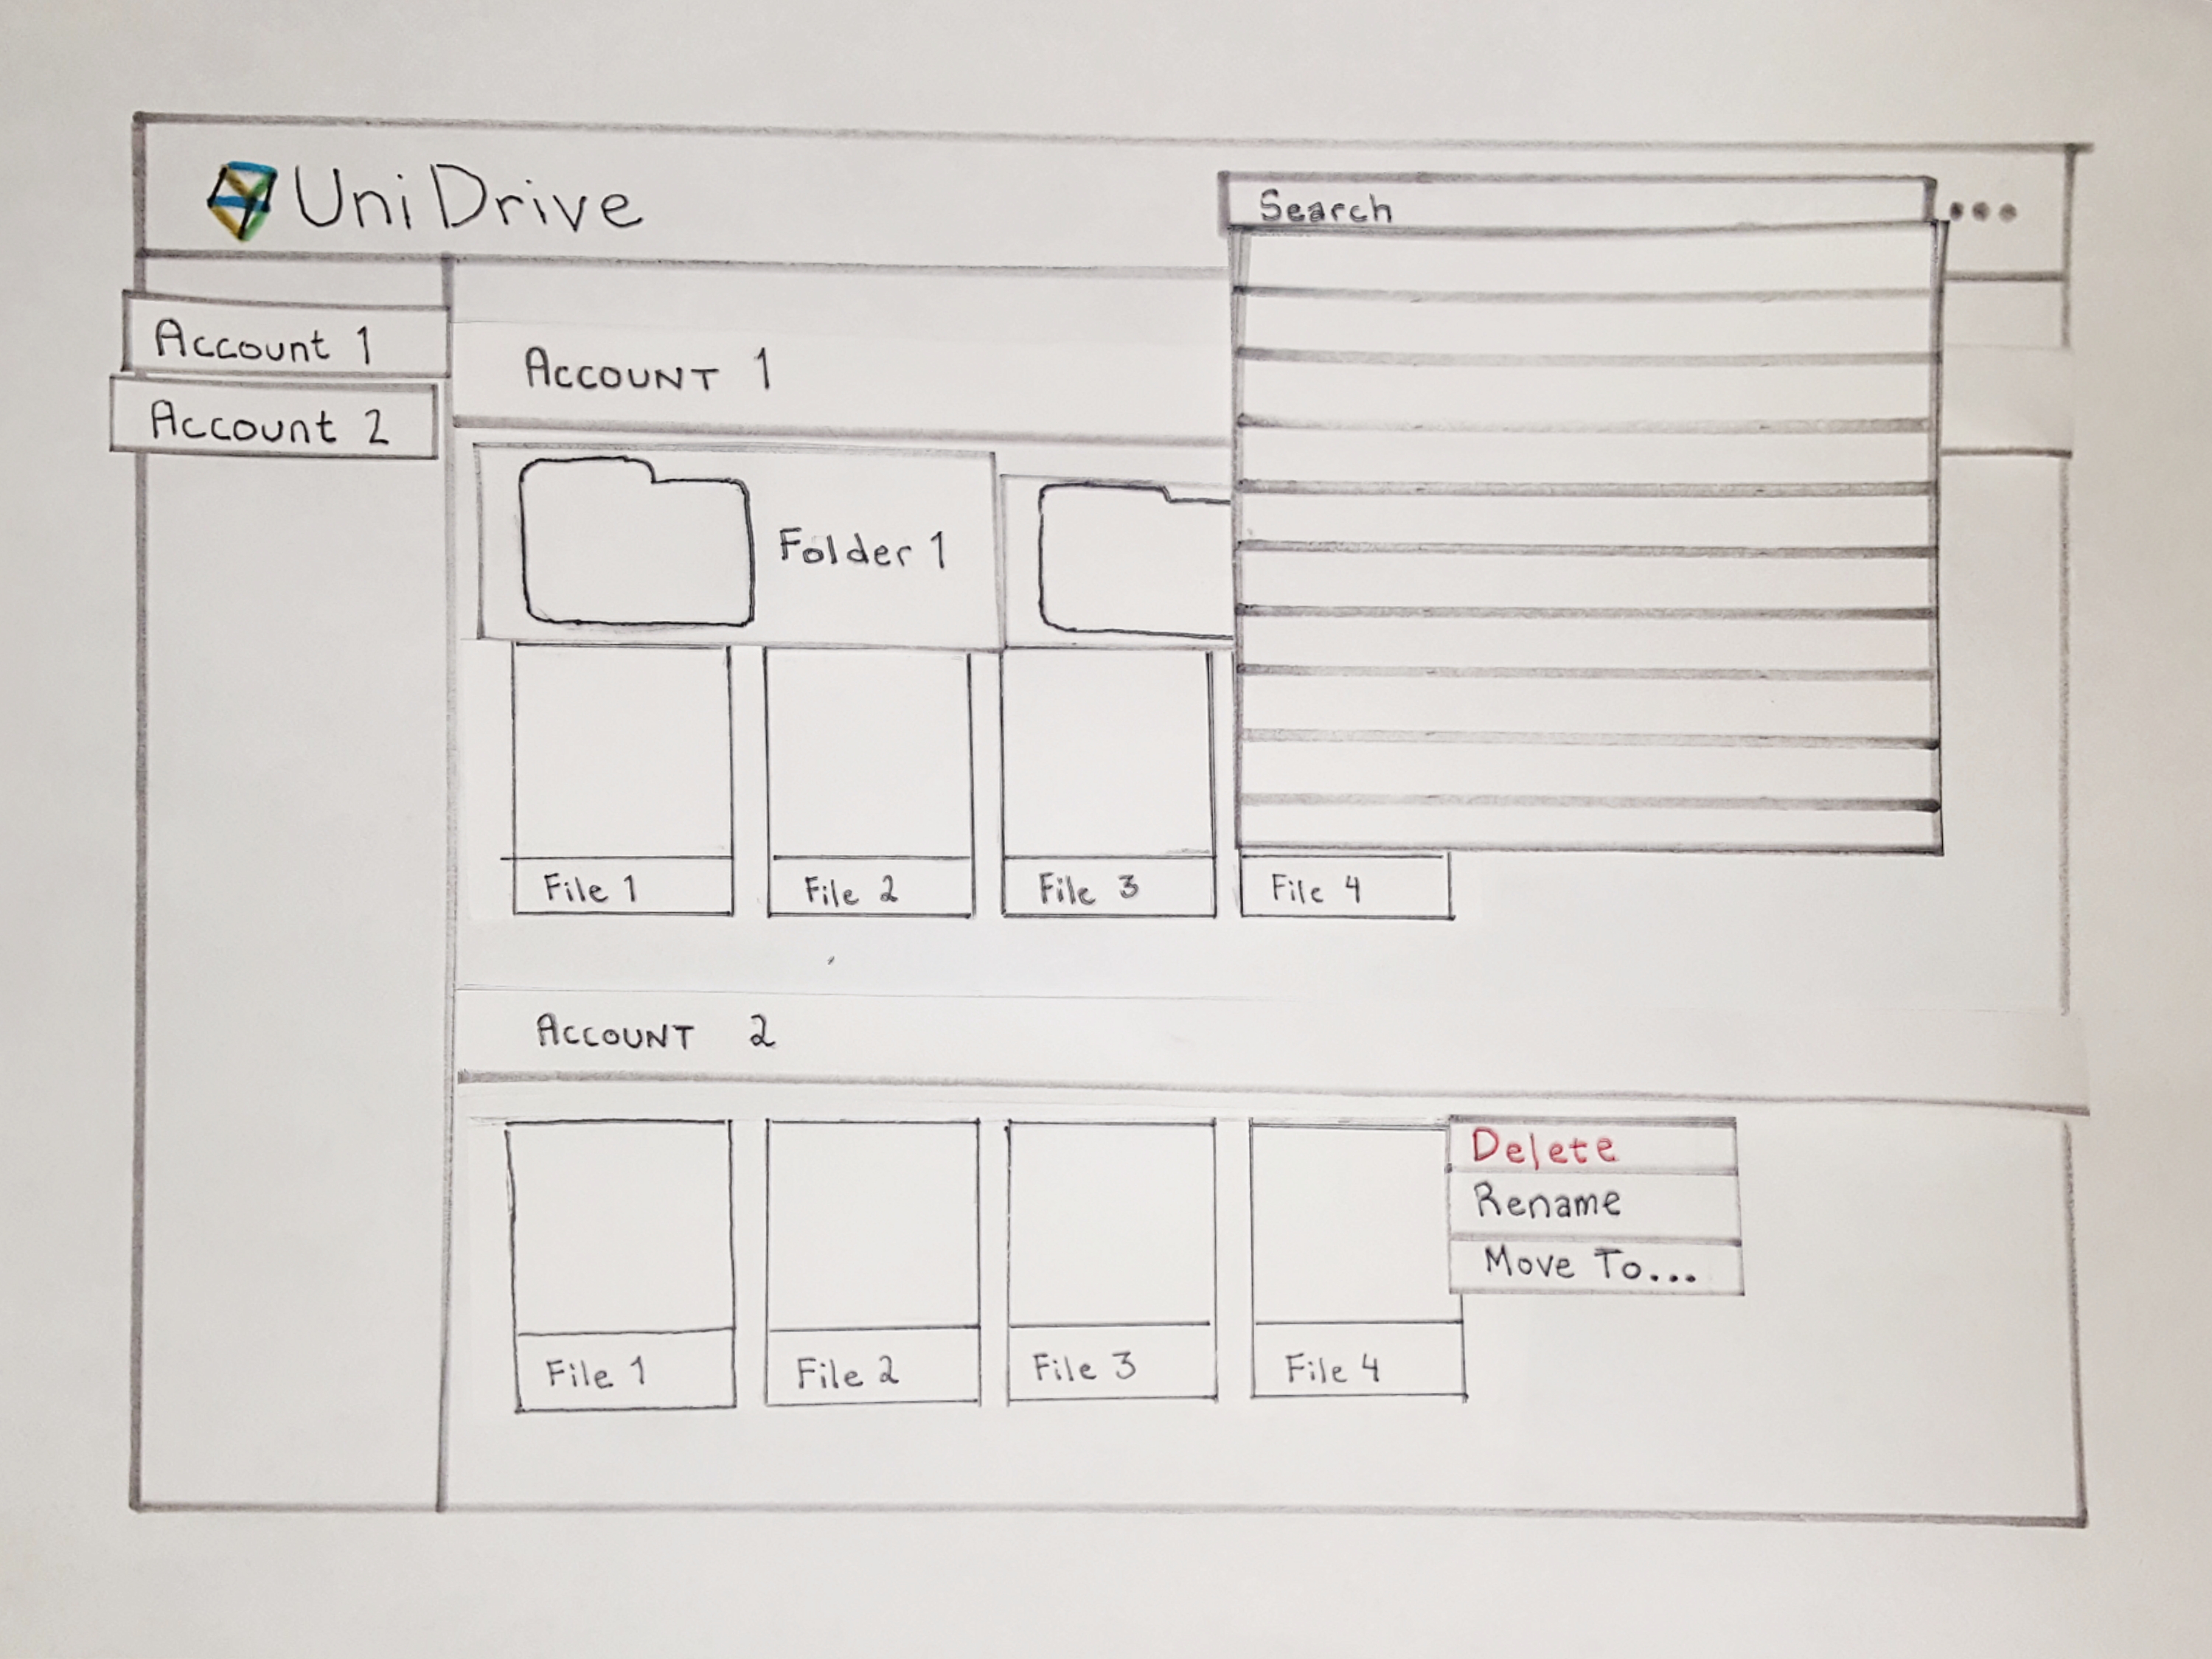 UniDrive
Search
Account 1
Account 2
ACCOUNT 1
Folder 1
File 1
File 2
File 3
File 4
ACCOUNT 2
Delete
Rename
Move To...
File 1
File 2
File 3
File 4